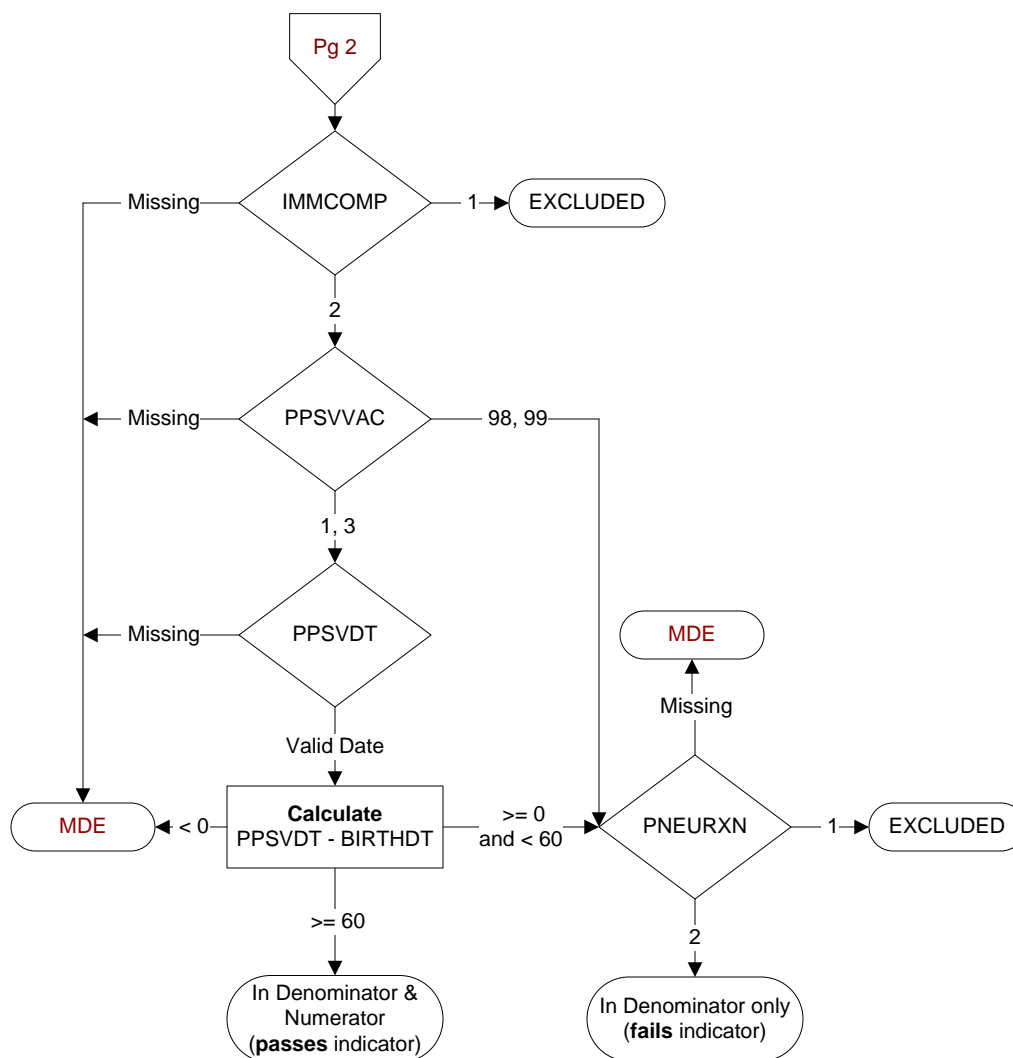 Pg 2
IMMCOMP
Missing
1
EXCLUDED
2
PPSVVAC
Missing
98, 99
1, 3
PPSVDT
Missing
MDE
Missing
Valid Date
Calculate
PPSVDT - BIRTHDT
MDE
< 0
>= 0
and < 60
PNEURXN
1
EXCLUDED
>= 60
2
In Denominator &
Numerator
(passes indicator)
In Denominator only
(fails indicator)